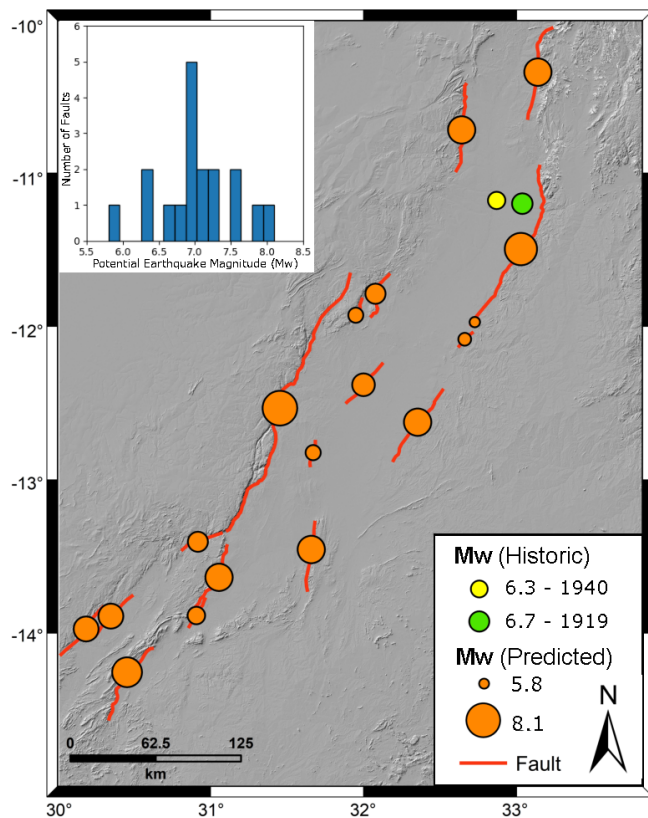 -10°
6
5
4
3
2
1
0
Number of Faults
5.5 6.0 6.5 7.0 7.5 8.0 8.5
Potential Earthquake Magnitude (Mw)
-11°
-12°
-13°
-14°
Mw (Historic)
6.3 - 1940
6.7 - 1919
Mw (Predicted)
5.8
8.1
Fault
N
0 62.5 125
km
30° 31° 32° 33°